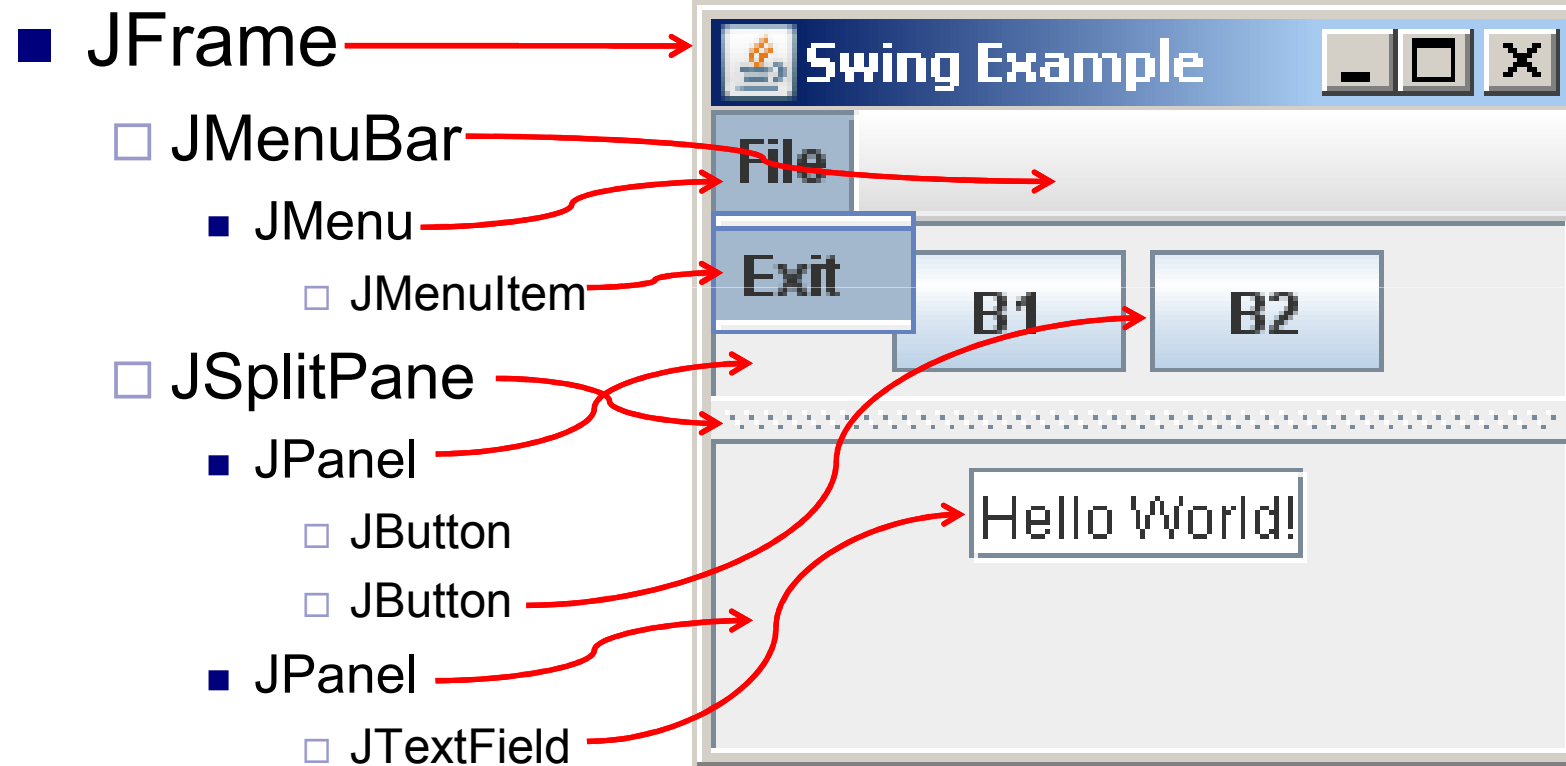 JFrame
JMenuBar
JMenu
JMenuItem
JSplitPane
JPanel
JButton
JButton
JPanel
JTextField
Swing Example
File
Exit
B1
B2
Hello World!